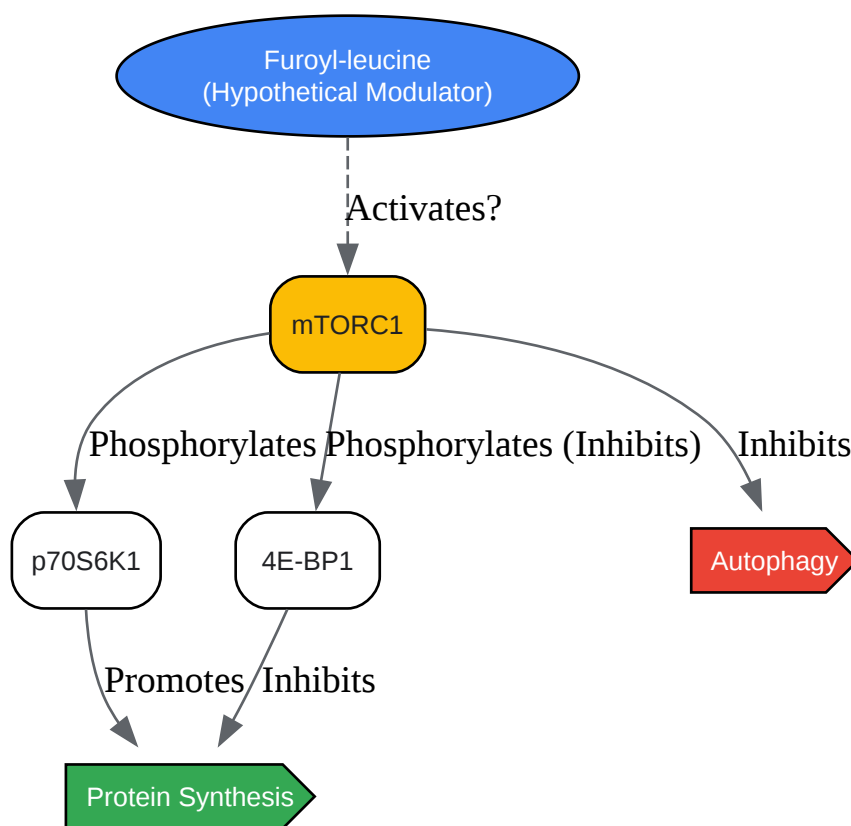 Furoyl-leucine
(Hypothetical Modulator)
Activates?
mTORC1
Phosphorylates
Phosphorylates (Inhibits)
Inhibits
p70S6K1
4E-BP1
Autophagy
Promotes
Inhibits
Protein Synthesis